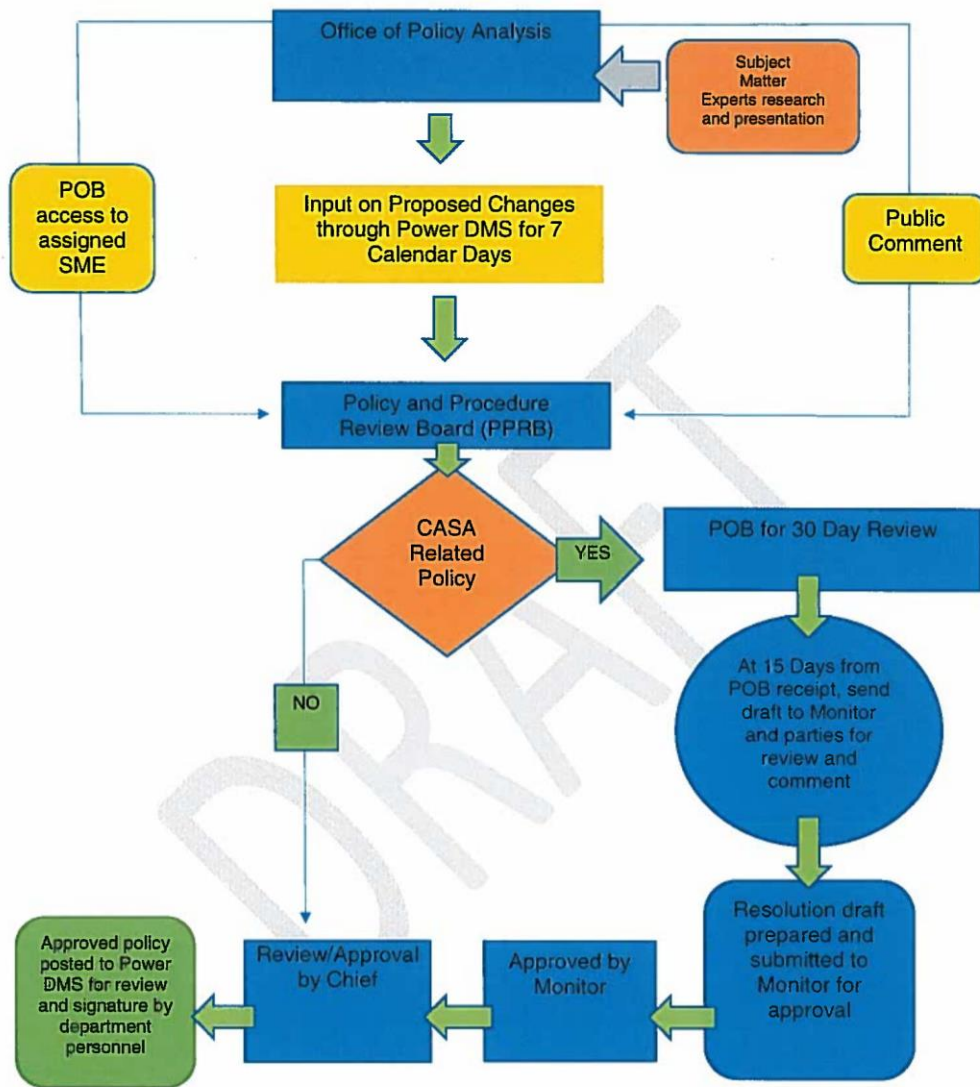 Office of Policy Analysis
Subject
Matter
Experts research
and presentation
POB
access to
assigned
SME
Input on Proposed Changes
through Power DMS for 7
Calendar Days
Public
Comment
Policy and Procedure
Review Board (PPRB)
CASA
Related
Policy
YES
POB for 30 Day Review
NO
At 15 Days from
POB receipt, send
draft to Monitor
and parties for
review and
comment
DRAFT
Approved policy
posted to Power
DMS for review
and signature by
department
personnel
Review/Approval
by Chief
Approved by
Monitor
Resolution draft
prepared and
submitted to
Monitor for
approval